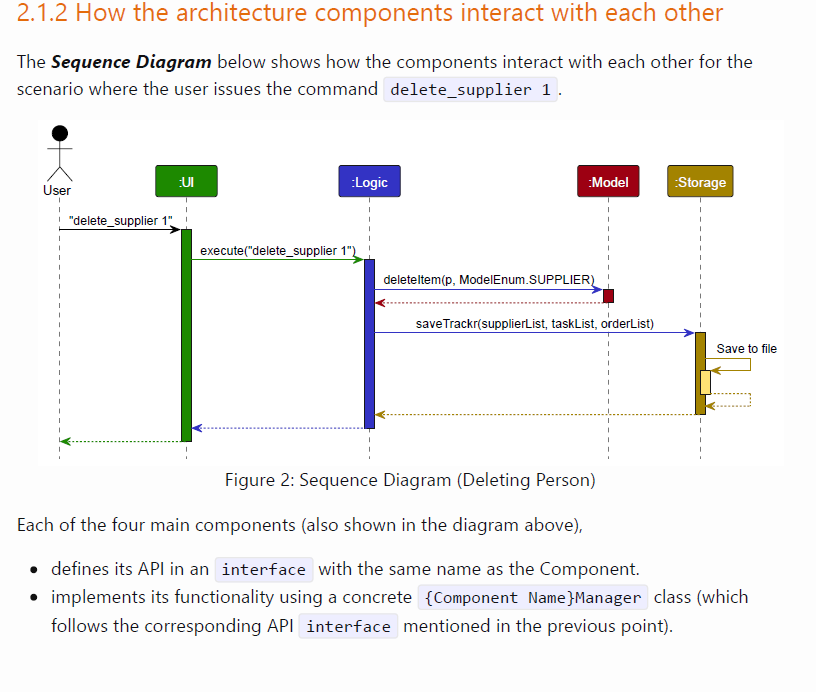 2.1.2 How the architecture components interact with each other
The Sequence Diagram below shows how the components interact with each other for the
scenario where the user issues the command delete_supplier 1 .
User
:UI
:Logic
:Model
:Storage
"delete_supplier 1"
execute("delete_supplier 1")
deleteItem(p, ModelEnum.SUPPLIER)
saveTrackr(supplierList, taskList, orderList)
Save to file
Figure 2: Sequence Diagram (Deleting Person)
Each of the four main components (also shown in the diagram above),
• defines its API in an interface with the same name as the Component.
• implements its functionality using a concrete {Component Name}Manager class (which
follows the corresponding API interface mentioned in the previous point).